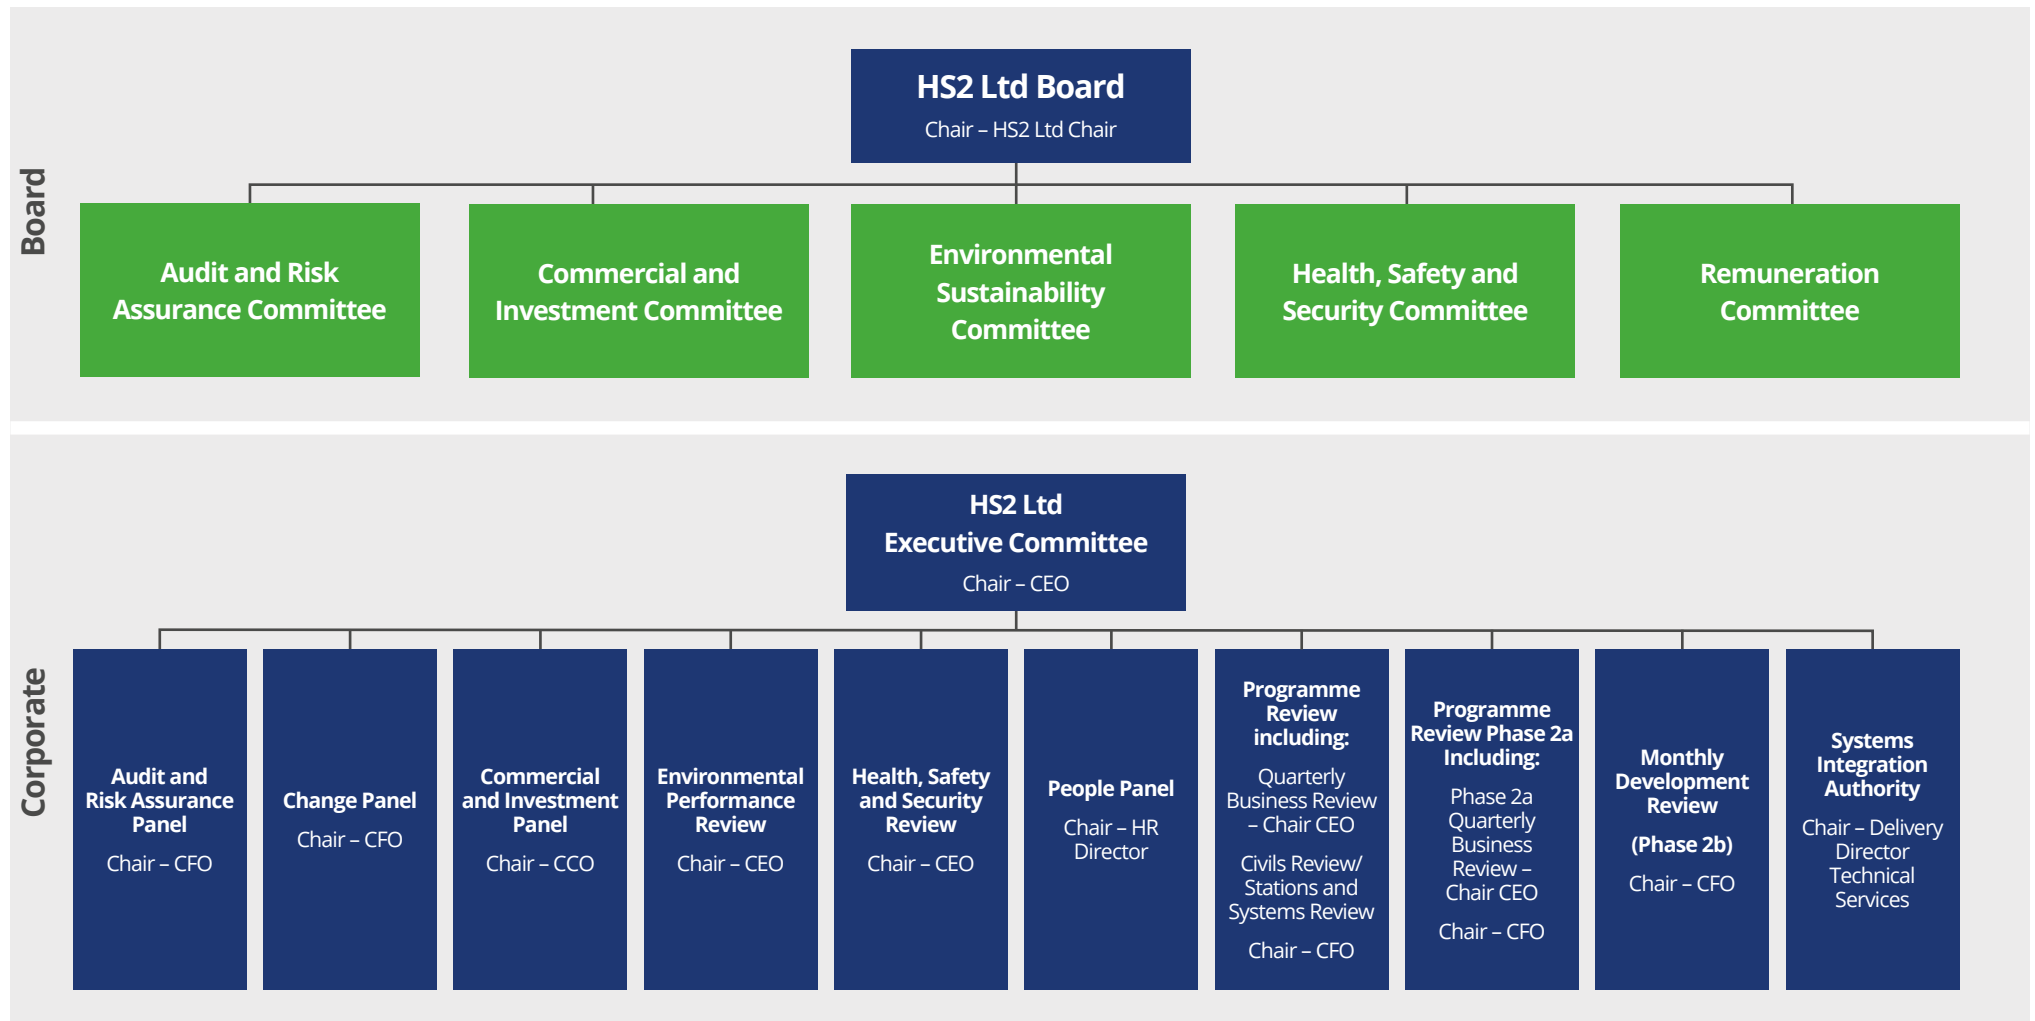 Board
HS2 Ltd Board
Chair – HS2 Ltd Chair
Audit and Risk
Assurance Committee
Commercial and
Investment Committee
Environmental
Sustainability
Committee
Health, Safety and
Security Committee
Remuneration
Committee
Corporate
HS2 Ltd
Executive Committee
Chair – CEO
Audit and
Risk Assurance
Panel
Chair – CFO
Change Panel
Chair – CFO
Commercial
and Investment
Panel
Chair – CCO
Environmental
Performance
Review
Chair – CEO
Health, Safety
and Security
Review
Chair – CEO
People Panel
Chair – HR
Director
Programme
Review
including:
Quarterly
Business Review
– Chair CEO
Civils Review/
Stations and
Systems Review
Chair – CFO
Programme
Review Phase 2a
Including:
Phase 2a
Quarterly
Business
Review –
Chair CEO
Chair – CFO
Monthly
Development
Review
(Phase 2b)
Chair – CFO
Systems
Integration
Authority
Chair – Delivery
Director
Technical
Services